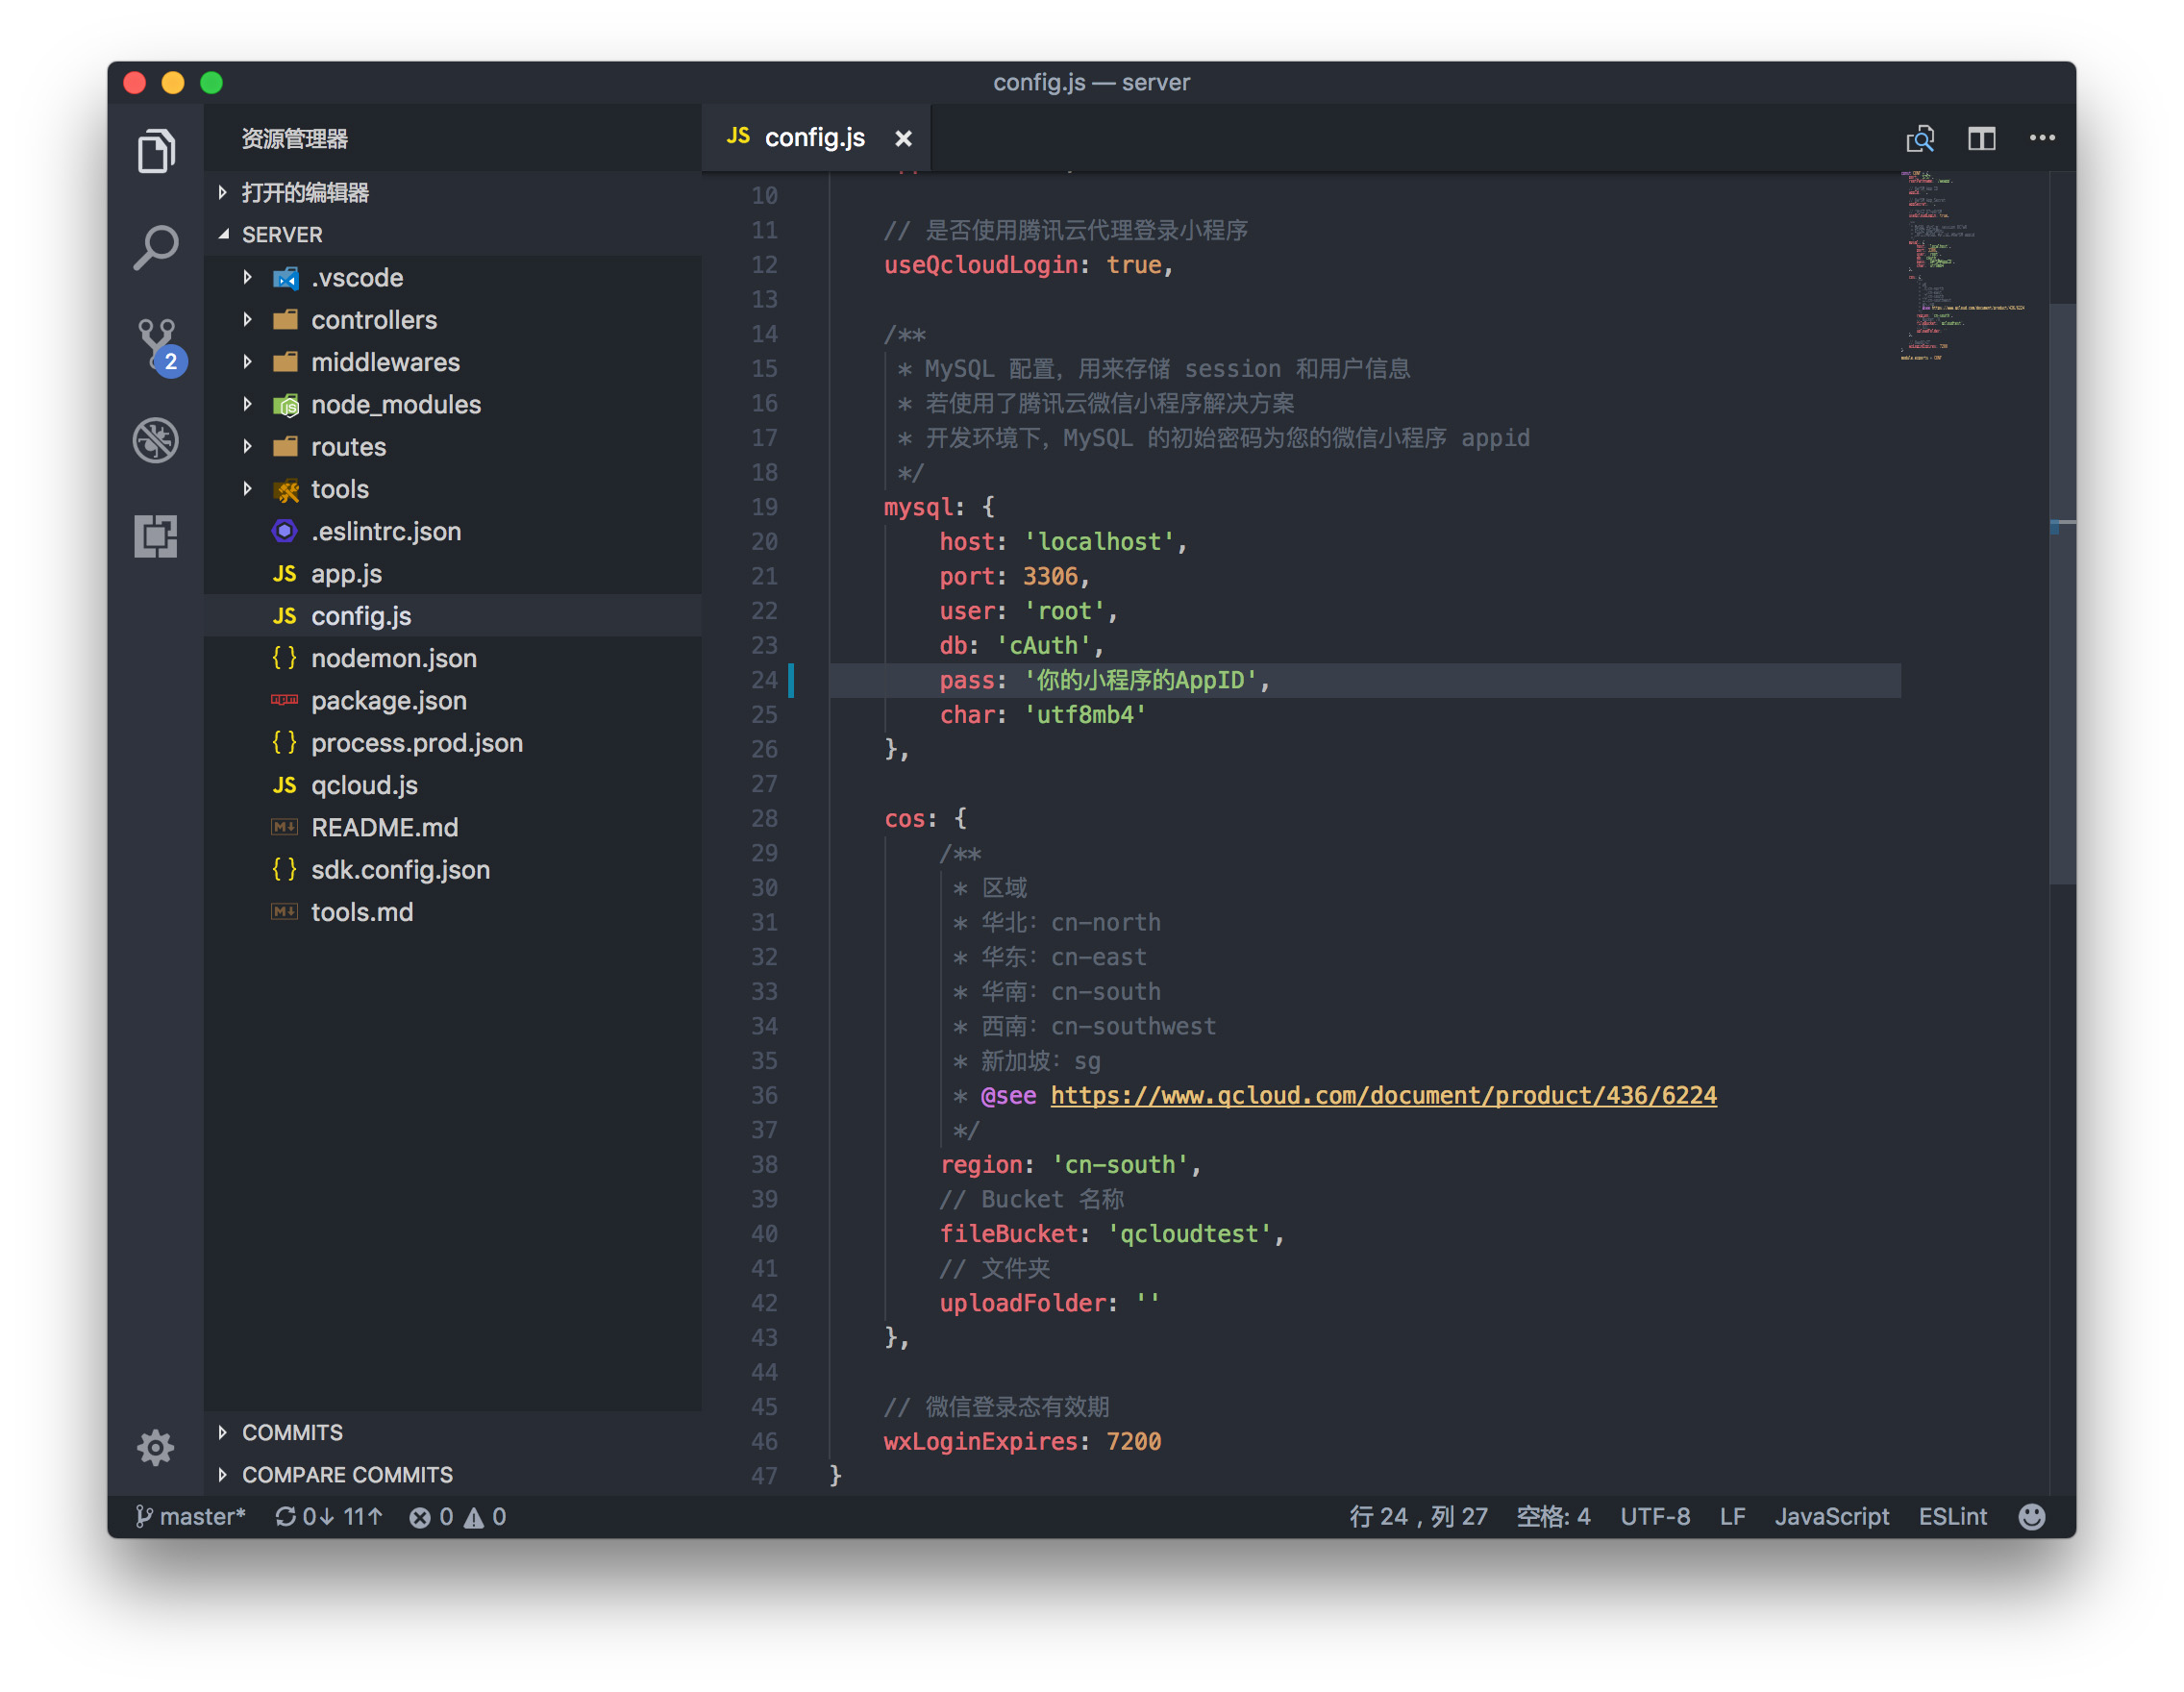 config.js — server
资源管理器
打开的编辑器
SERVER
.vscode
controllers
middlewares
node_modules
routes
tools
.eslintrc.json
JS app.js
JS config.js
{ } nodemon.json
package.json
{ } process.prod.json
JS qcloud.js
README.md
{ } sdk.config.json
tools.md
COMMITS
COMPARE COMMITS
2
JS config.js ×
10
11 // 是否使用腾讯云代理登录小程序
12 useQcloudLogin: true,
13
14 /**
15 * MySQL 配置，用来存储 session 和用户信息
16 * 若使用了腾讯云微信小程序解决方案
17 * 开发环境下，MySQL 的初始密码为您的微信小程序 appid
18 */
19 mysql: {
20 host: 'localhost',
21 port: 3306,
22 user: 'root',
23 db: 'cAuth',
24 pass: '你的小程序的AppID',
25 char: 'utf8mb4'
26 },
27
28 cos: {
29 /**
30 * 区域
31 * 华北：cn-north
32 * 华东：cn-east
33 * 华南：cn-south
34 * 西南：cn-southwest
35 * 新加坡：sg
36 * @see https://www.qcloud.com/document/product/436/6224
37 */
38 region: 'cn-south',
39 // Bucket 名称
40 fileBucket: 'qcloudtest',
41 // 文件夹
42 uploadFolder: ''
43 },
44
45 // 微信登录态有效期
46 wxLoginExpires: 7200
47 }
master* 0↓ 11↑ 0 0 行 24，列 27 空格: 4 UTF-8 LF JavaScript ESLint